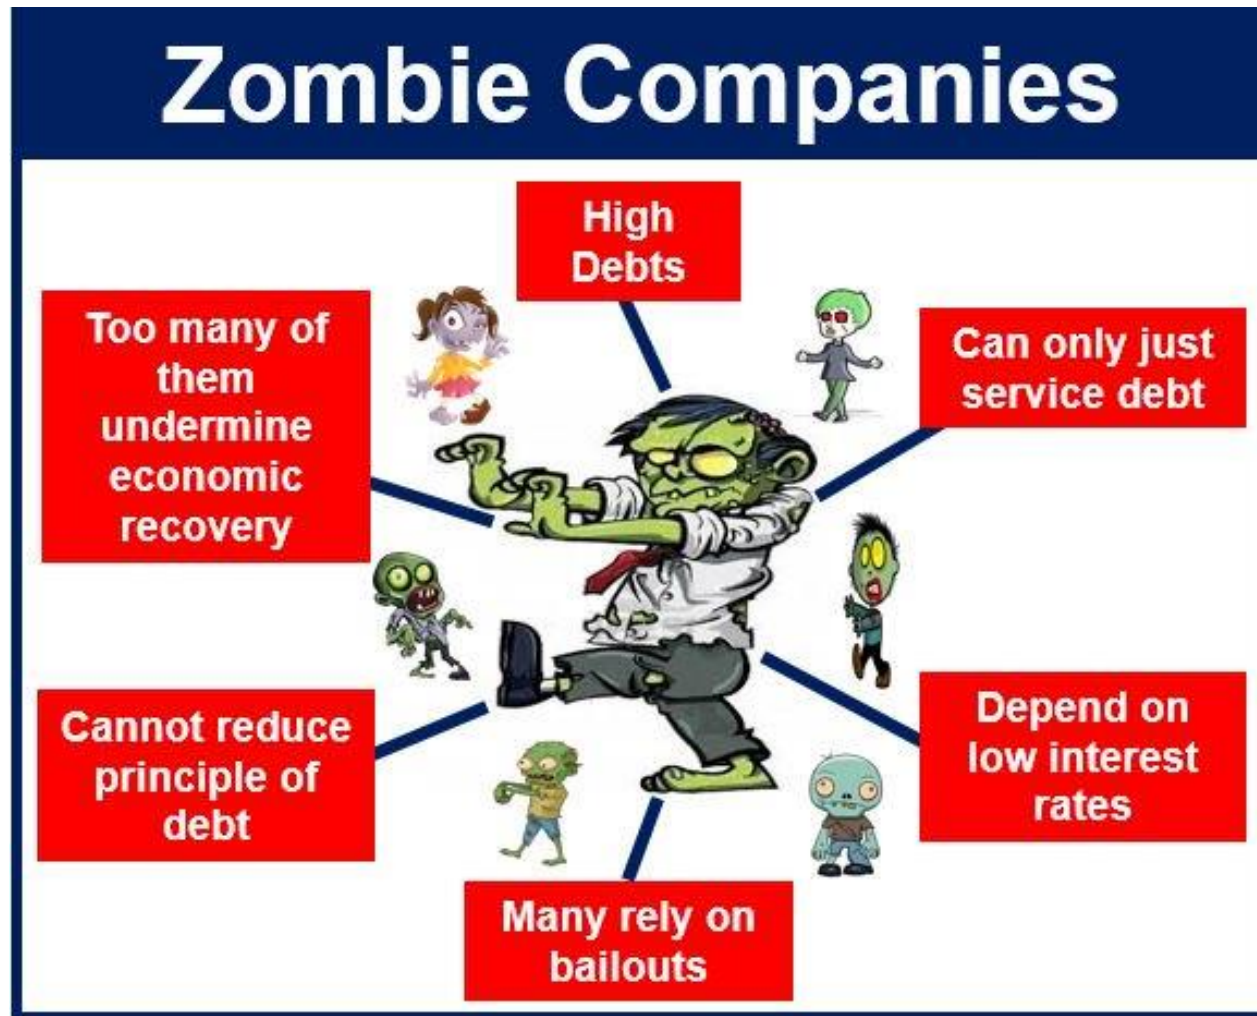 Zombie Companies
High
Debts
Too many of
them
undermine
economic
recovery
Can only just
service debt
Cannot reduce
principle of
debt
Depend on
low interest
rates
Many rely on
bailouts